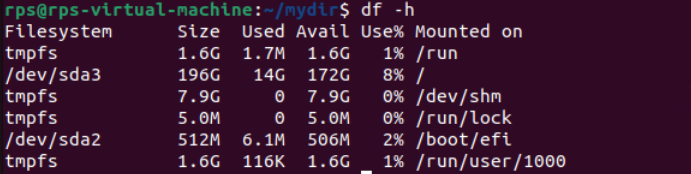 rps@rps-virtual-machine:~/mydir$ df -h
Filesystem      Size  Used Avail Use% Mounted on
tmpfs           1.6G  1.7M  1.6G   1% /run
/dev/sda3       196G   14G  172G   8% /
tmpfs           7.9G     0  7.9G   0% /dev/shm
tmpfs           5.0M     0  5.0M   0% /run/lock
/dev/sda2       512M  6.1M  506M   2% /boot/efi
tmpfs           1.6G  116K  1.6G   1% /run/user/1000